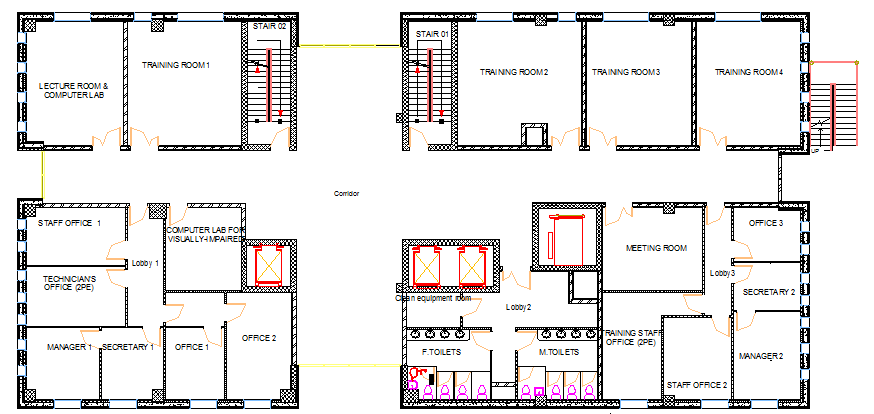 STAIR 02
STAIR 01
TRAINING ROOM 1
TRAINING ROOM 2
TRAINING ROOM 3
TRAINING ROOM 4
LECTURE ROOM &
COMPUTER LAB
UP
Corridor
STAFF OFFICE 1
COMPUTER LAB FOR
VISUALLY-IMPAIRED
OFFICE 3
MEETING ROOM
Lobby 1
Lobby3
TECHNICIAN'S
OFFICE (2PE)
SECRETARY 2
Clean equipment room
Lobby2
TRAINING STAFF
OFFICE (2PE)
MANAGER 1
SECRETARY 1
OFFICE 1
OFFICE 2
F.TOILETS
M.TOILETS
MANAGER 2
STAFF OFFICE 2